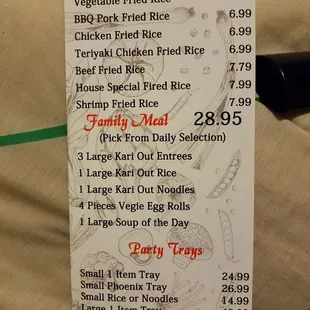 Vegetable Fried Rice
BBQ Pork Fried Rice 6.99
Chicken Fried Rice 6.99
Teriyaki Chicken Fried Rice 6.99
Beef Fried Rice 7.79
House Special Fired Rice 7.99
Shrimp Fried Rice 7.99
Family Meal 28.95
(Pick From Daily Selection)
3 Large Kari Out Entrees
1 Large Kari Out Rice
1 Large Kari Out Noodles
4 Pieces Vegie Egg Rolls
1 Large Soup of the Day
Party Trays
Small 1 Item Tray 24.99
Small Phoenix Tray 26.99
Small Rice or Noodles 14.99
Large 1 Item Tray